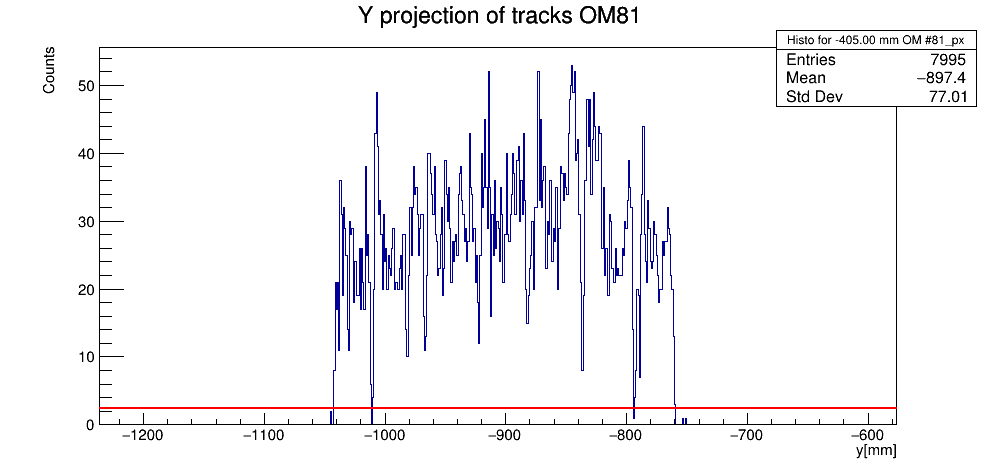 Y projection of tracks OM81
Histo for -405.00 mm OM #81_px
Entries 7995
Mean −897.4
Std Dev 77.01
Counts
50
40
30
20
10
0
−1200 −1100 −1000 −900 −800 −700 −600
y[mm]